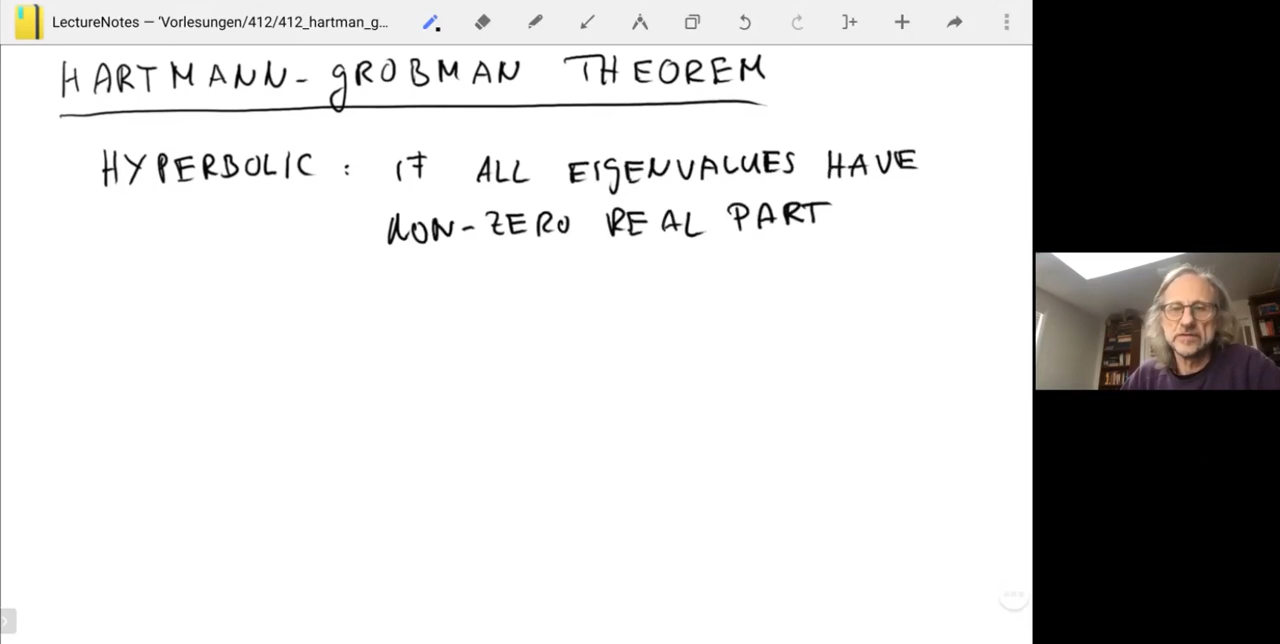 LectureNotes — ‘Vorlesungen/412/412_hartman_g...
HARTMANN-GROBMAN THEOREM
HYPERBOLIC : IF ALL EIGENVALUES HAVE
NON-ZERO REAL PART